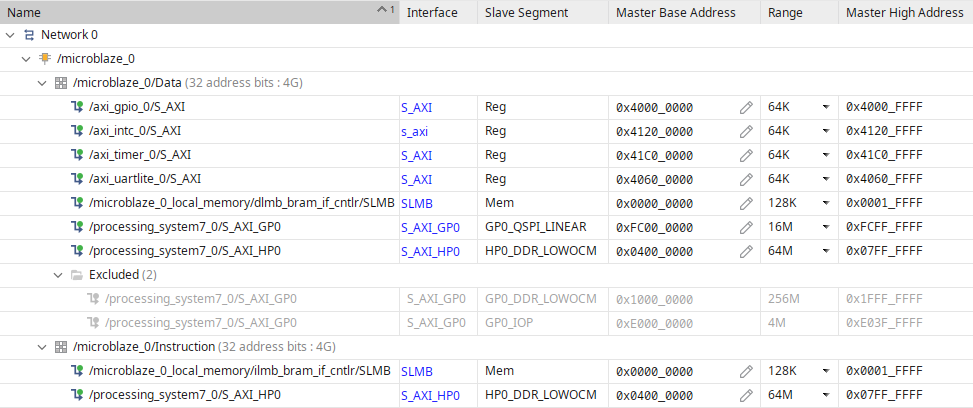 Name 1 Interface Slave Segment Master Base Address Range Master High Address
Network 0
/microblaze_0
/microblaze_0/Data (32 address bits : 4G)
/axi_gpio_0/S_AXI S_AXI Reg 0x4000_0000 64K 0x4000_FFFF
/axi_intc_0/S_AXI s_axi Reg 0x4120_0000 64K 0x4120_FFFF
/axi_timer_0/S_AXI S_AXI Reg 0x41C0_0000 64K 0x41C0_FFFF
/axi_uartlite_0/S_AXI S_AXI Reg 0x4060_0000 64K 0x4060_FFFF
/microblaze_0_local_memory/dlmb_bram_if_cntlr/SLMB SLMB Mem 0x0000_0000 128K 0x0001_FFFF
/processing_system7_0/S_AXI_GP0 S_AXI_GP0 GP0_QSPI_LINEAR 0xFC00_0000 16M 0xFCFF_FFFF
/processing_system7_0/S_AXI_HP0 S_AXI_HP0 HP0_DDR_LOWOCM 0x0400_0000 64M 0x07FF_FFFF
Excluded (2)
/processing_system7_0/S_AXI_GP0 S_AXI_GP0 GP0_DDR_LOWOCM 0x1000_0000 256M 0x1FFF_FFFF
/processing_system7_0/S_AXI_GP0 S_AXI_GP0 GP0_IOP 0xE000_0000 4M 0xE03F_FFFF
/microblaze_0/Instruction (32 address bits : 4G)
/microblaze_0_local_memory/ilmb_bram_if_cntlr/SLMB SLMB Mem 0x0000_0000 128K 0x0001_FFFF
/processing_system7_0/S_AXI_HP0 S_AXI_HP0 HP0_DDR_LOWOCM 0x0400_0000 64M 0x07FF_FFFF